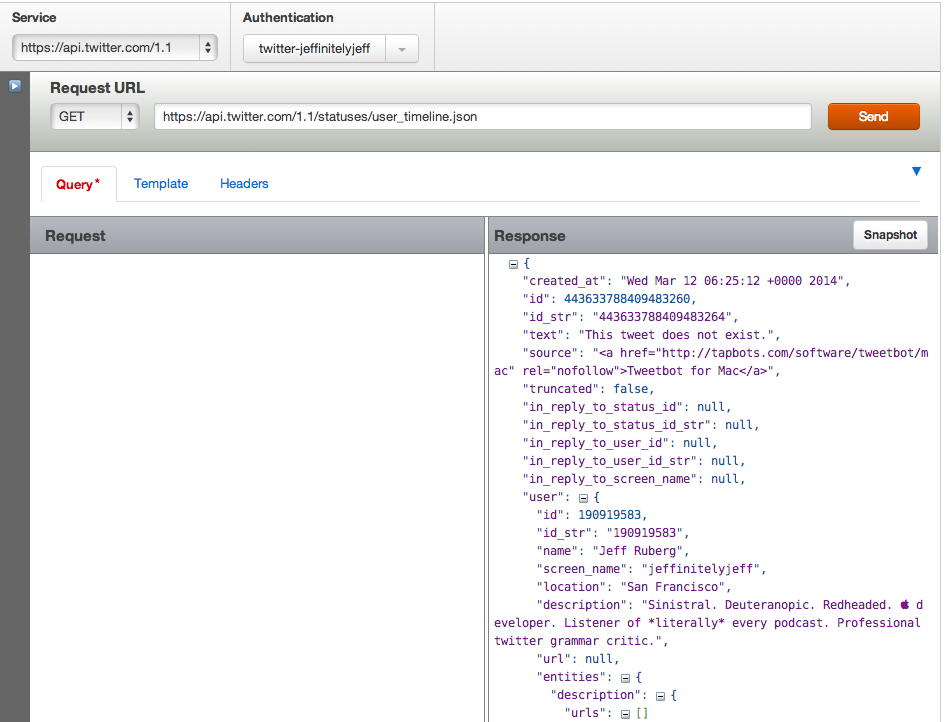 Service
Authentication
https://api.twitter.com/1.1
twitter-jeffinitelyjeff
Request URL
GET
https://api.twitter.com/1.1/statuses/user_timeline.json
Send
Query*
Template
Headers
Request
Response
Snapshot
{
"created_at": "Wed Mar 12 06:25:12 +0000 2014",
"id": 443633788409483260,
"id_str": "443633788409483264",
"text": "This tweet does not exist.",
"source": "<a href="http://tapbots.com/software/tweetbot/m
ac" rel="nofollow">Tweetbot for Mac</a>",
"truncated": false,
"in_reply_to_status_id": null,
"in_reply_to_status_id_str": null,
"in_reply_to_user_id": null,
"in_reply_to_user_id_str": null,
"in_reply_to_screen_name": null,
"user": {
"id": 190919583,
"id_str": "190919583",
"name": "Jeff Ruberg",
"screen_name": "jeffinitelyjeff",
"location": "San Francisco",
"description": "Sinistral. Deuteranopic. Redheaded.  d
eveloper. Listener of *literally* every podcast. Professional
twitter grammar critic.",
"url": null,
"entities": {
"description": {
"urls": []